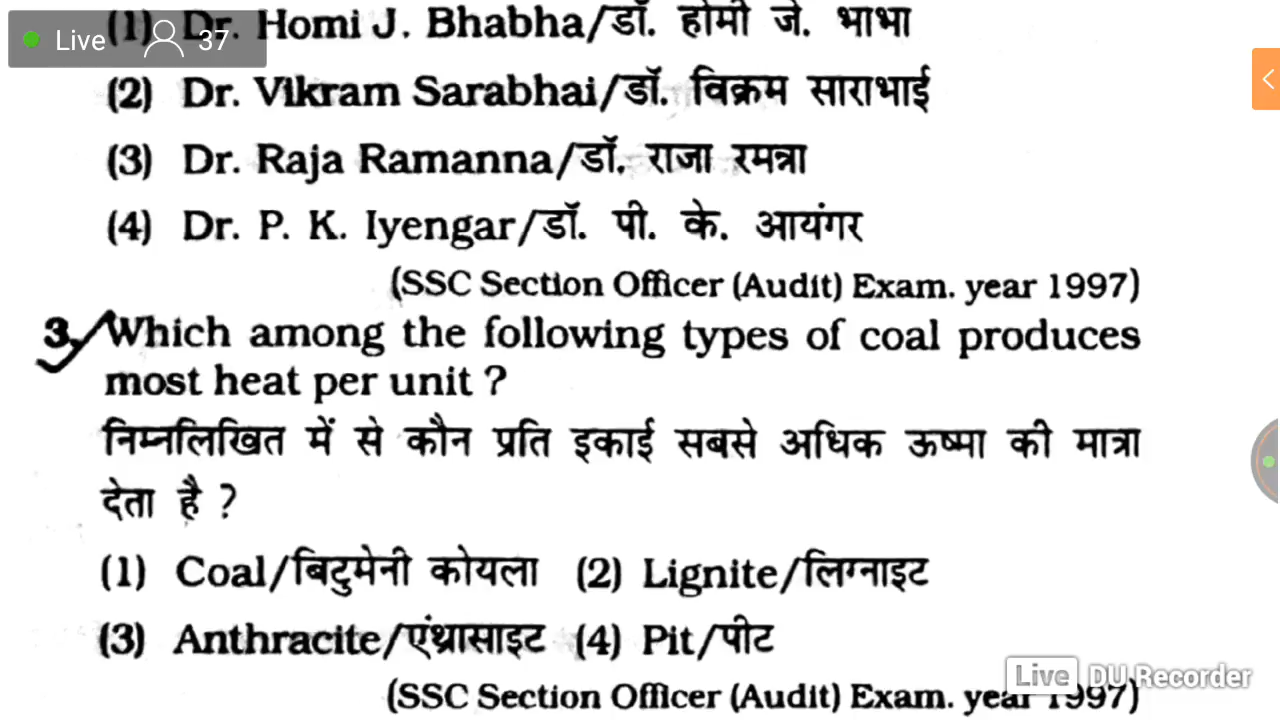 Live 37
(1) Dr. Homi J. Bhabha/डॉ. होमी जे. भाभा
(2) Dr. Vikram Sarabhai/डॉ. विक्रम साराभाई
(3) Dr. Raja Ramanna/डॉ. राजा रमन्ना
(4) Dr. P. K. Iyengar/डॉ. पी. के. आयंगर
(SSC Section Officer (Audit) Exam. year 1997)
3. Which among the following types of coal produces
most heat per unit ?
निम्नलिखित में से कौन प्रति इकाई सबसे अधिक ऊष्मा की मात्रा
देता है ?
(1) Coal/बिटुमेनी कोयला (2) Lignite/लिग्नाइट
(3) Anthracite/एंथ्रासाइट (4) Pit/पीट
(SSC Section Officer (Audit) Exam. year 1997)
Live DU Recorder